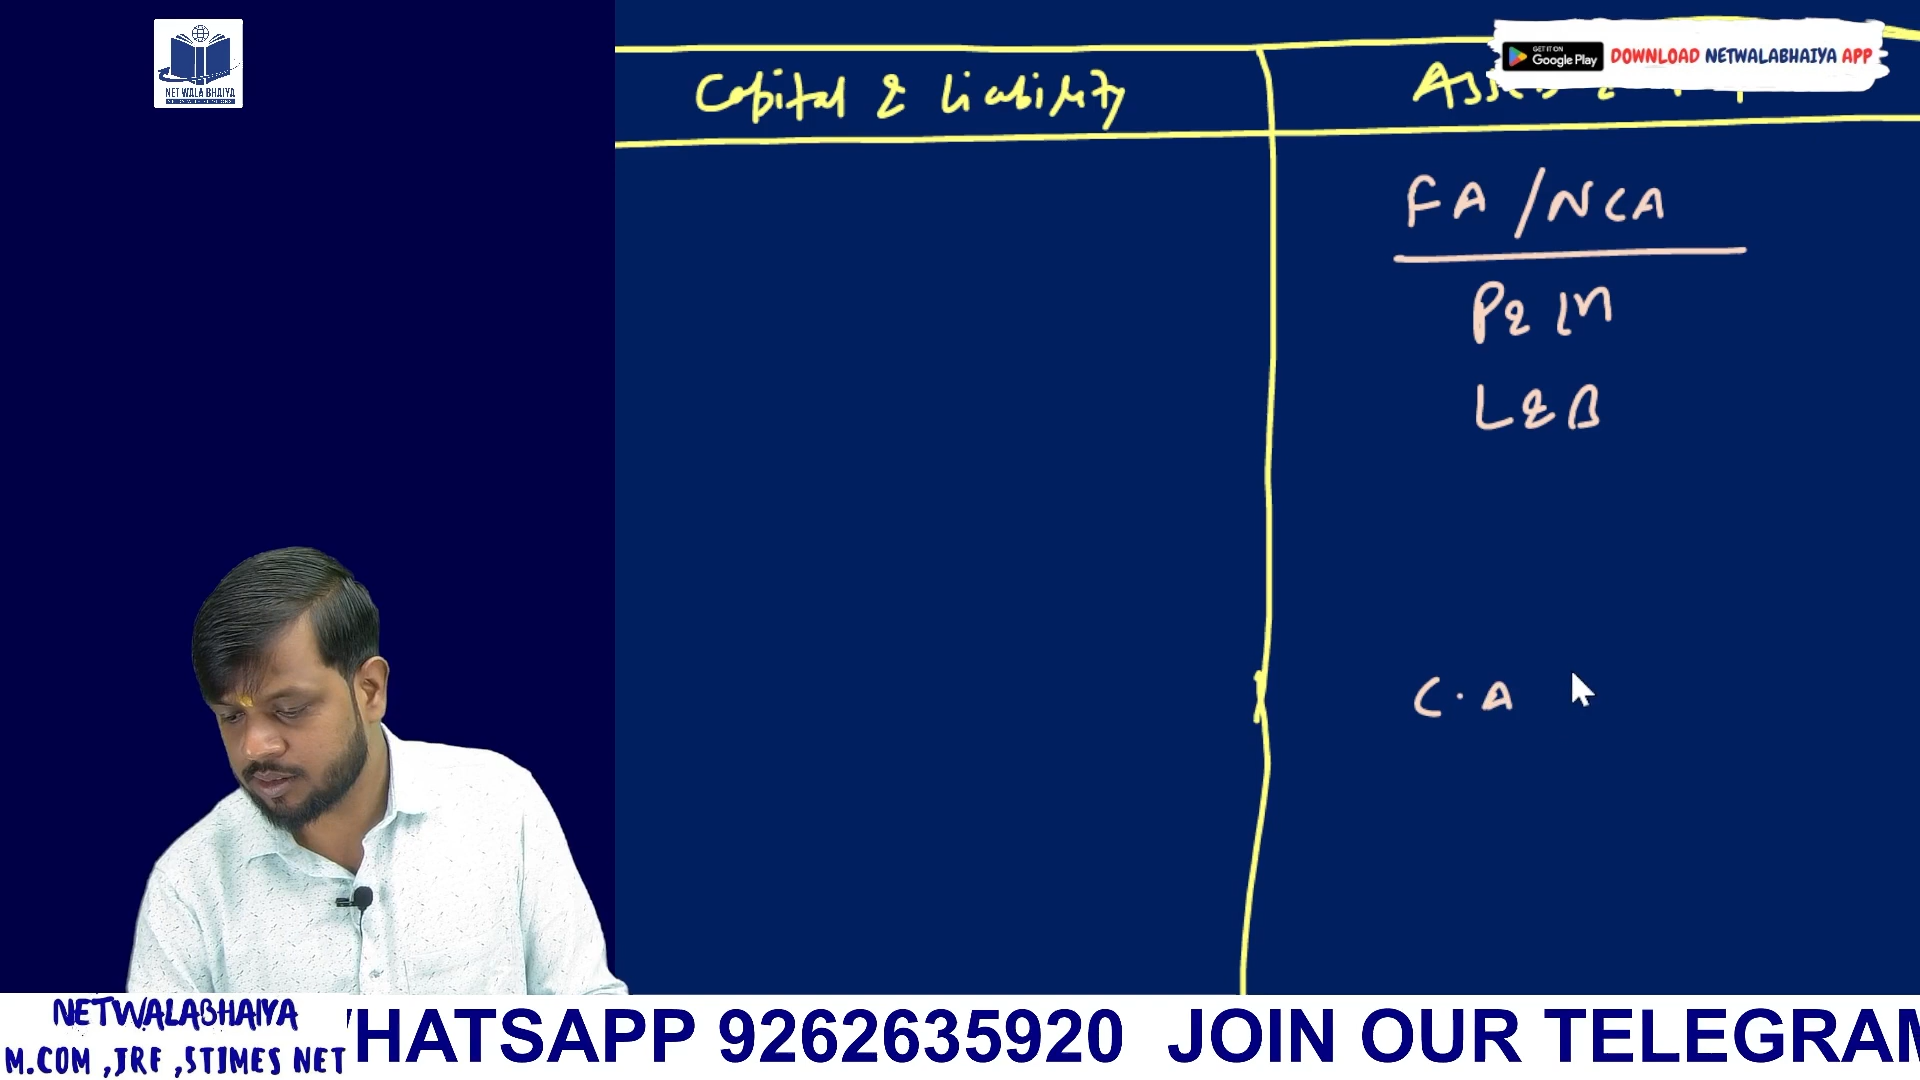 NET WALA BHAIYA
Capital & Liability
GET IT ON
Google Play
DOWNLOAD NETWALABHAIYA APP
FA / NCA
P & M
L & B
C.A
NETWALABHAIYA
M.COM ,JRF ,5TIMES NET
HATSAPP 9262635920 JOIN OUR TELEGRAM